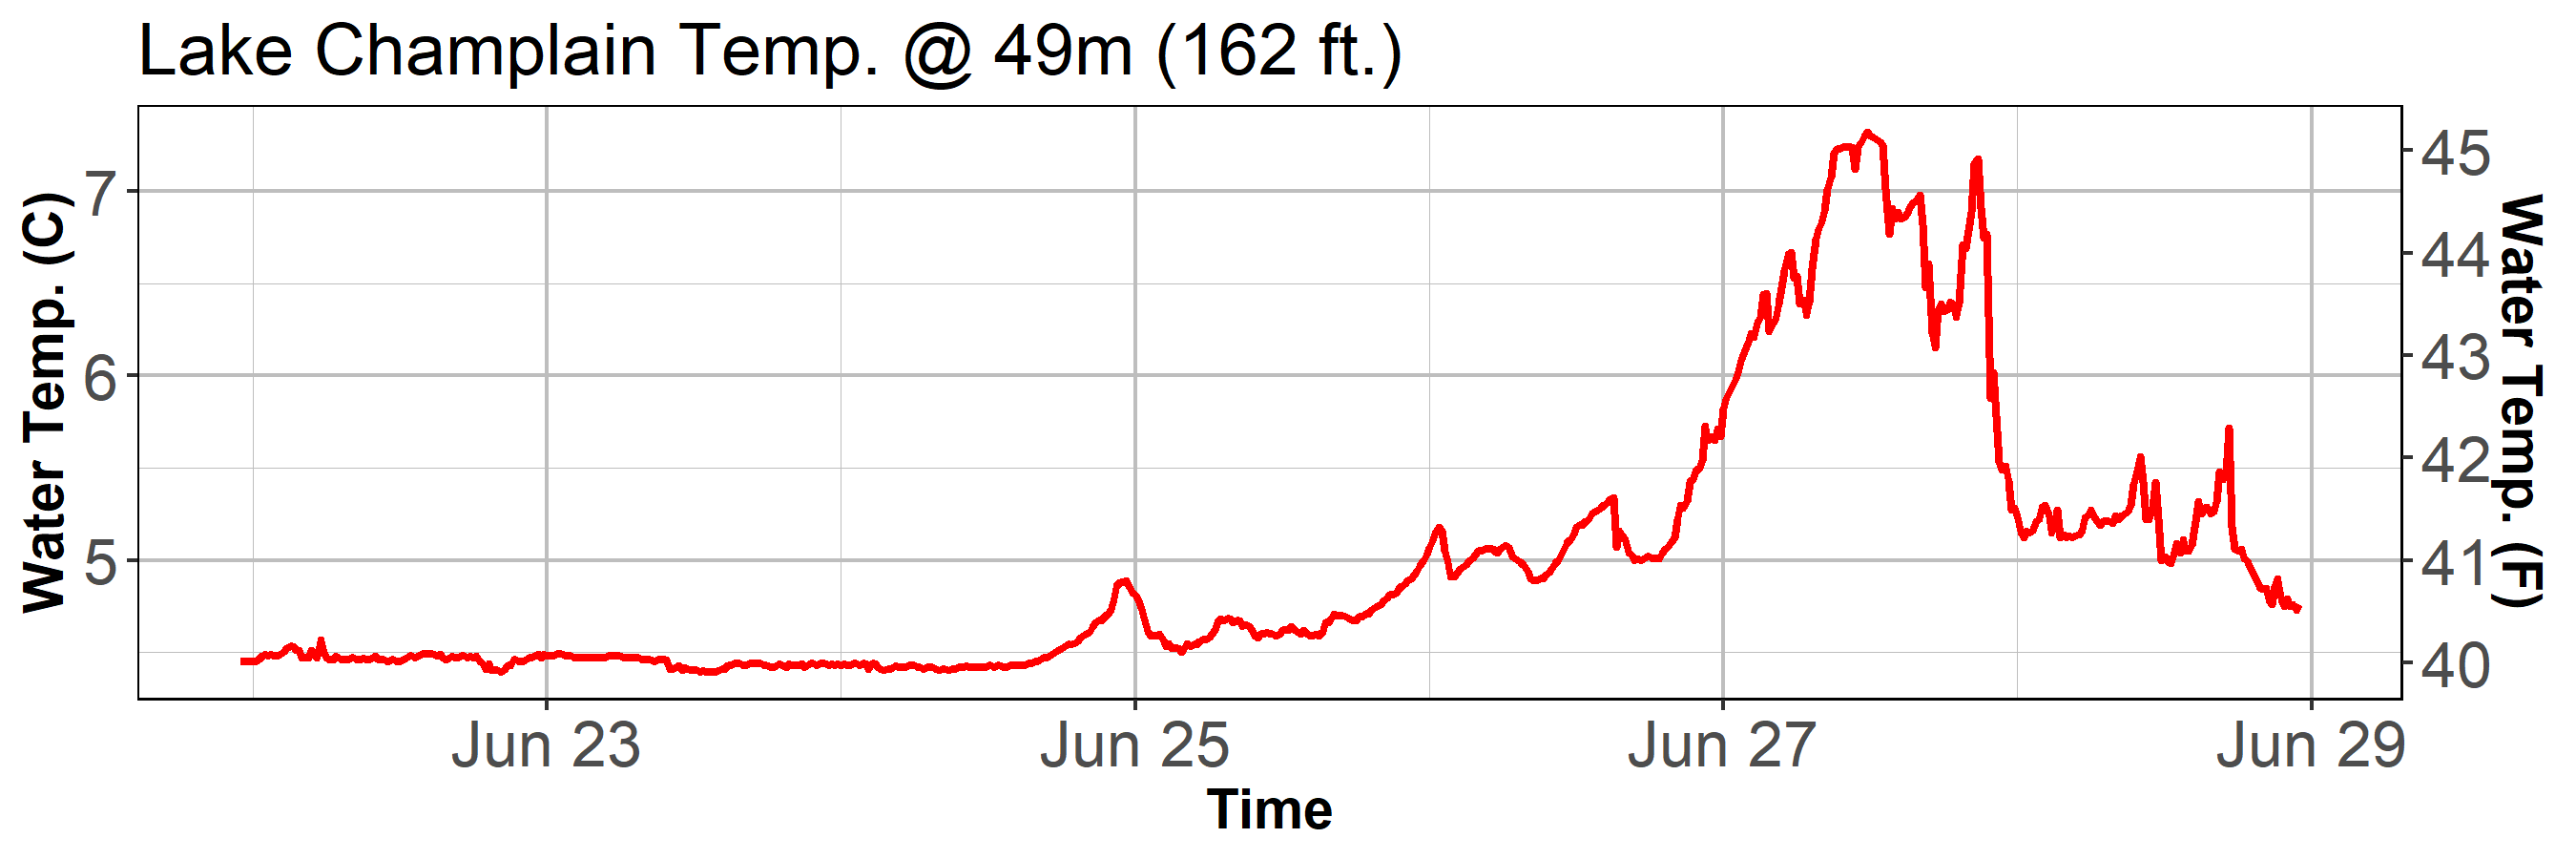 Lake Champlain Temp. @ 49m (162 ft.)
Water Temp. (C)
7
6
5
45
44
43
42
41
40
Water Temp. (F)
Jun 23
Jun 25
Jun 27
Jun 29
Time